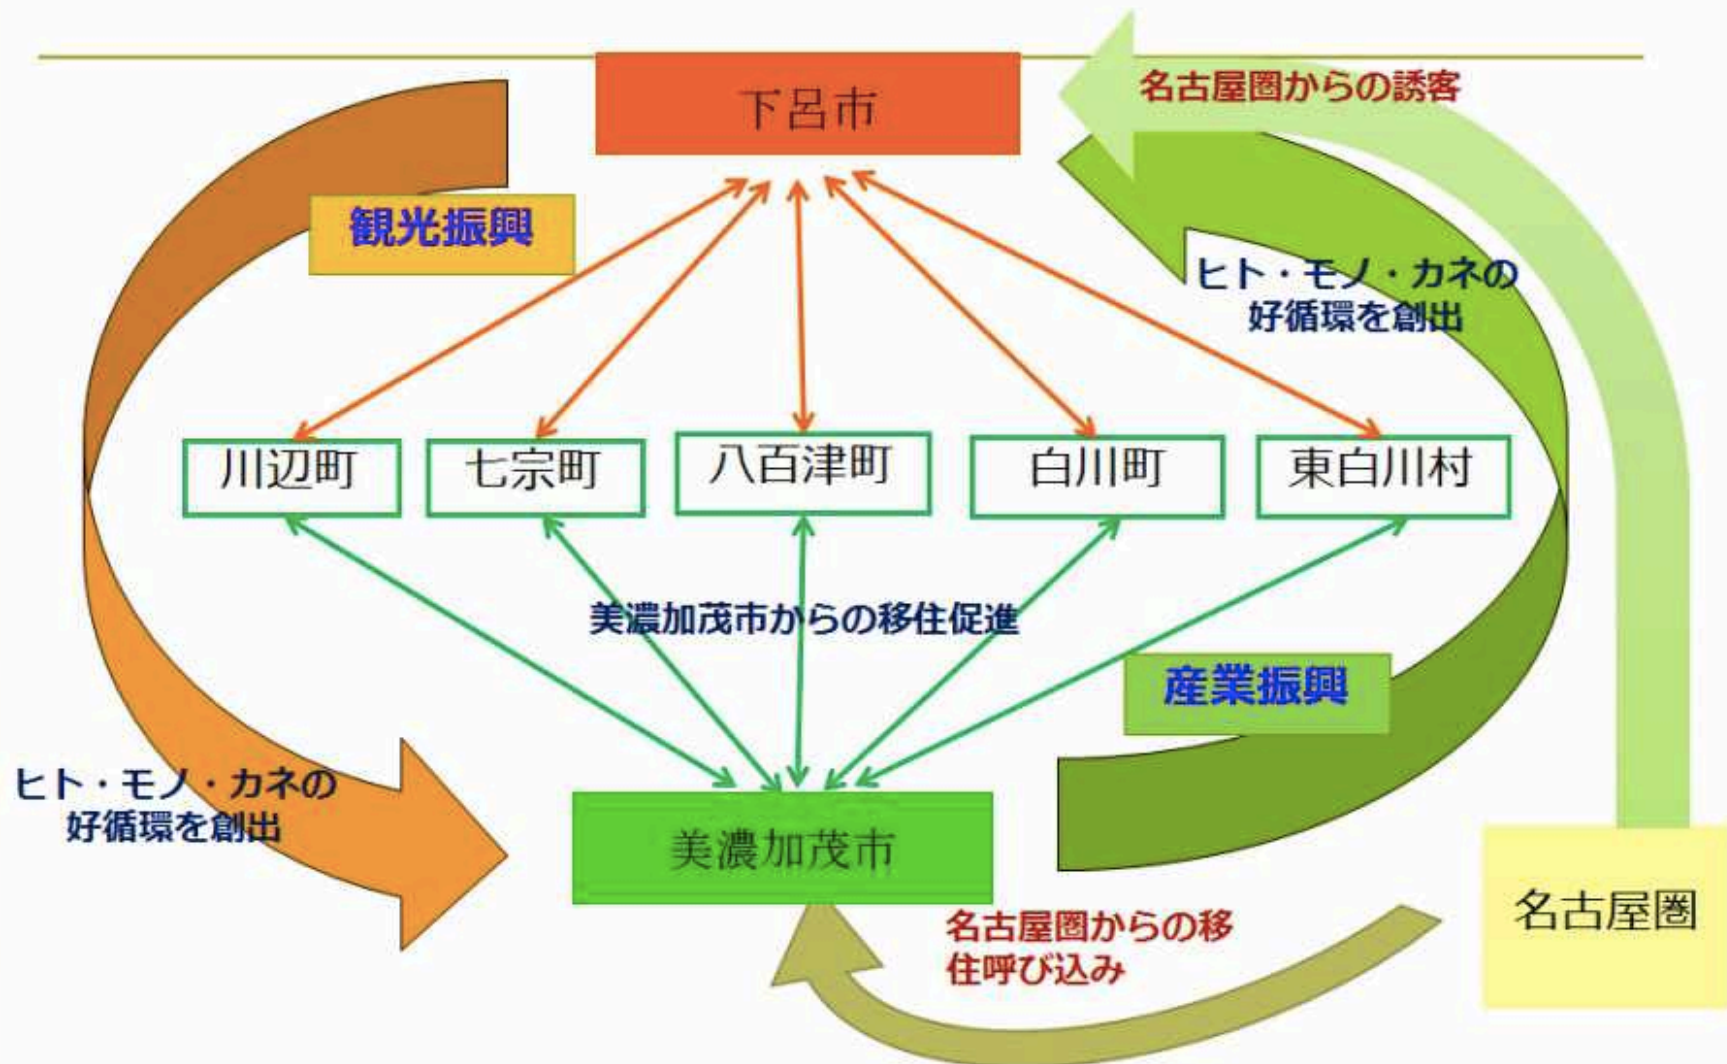 下呂市
名古屋圏からの誘客
観光振興
ヒト・モノ・カネの
好循環を創出
川辺町
七宗町
八百津町
白川町
東白川村
美濃加茂市からの移住促進
産業振興
ヒト・モノ・カネの
好循環を創出
美濃加茂市
名古屋圏からの移
住呼び込み
名古屋圏